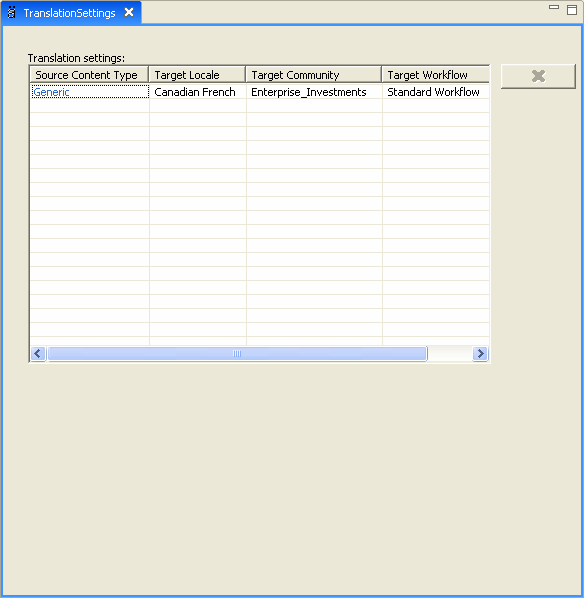 TranslationSettings
Translation settings:
Source Content Type Target Locale Target Community Target Workflow
Generic Canadian French Enterprise_Investments Standard Workflow